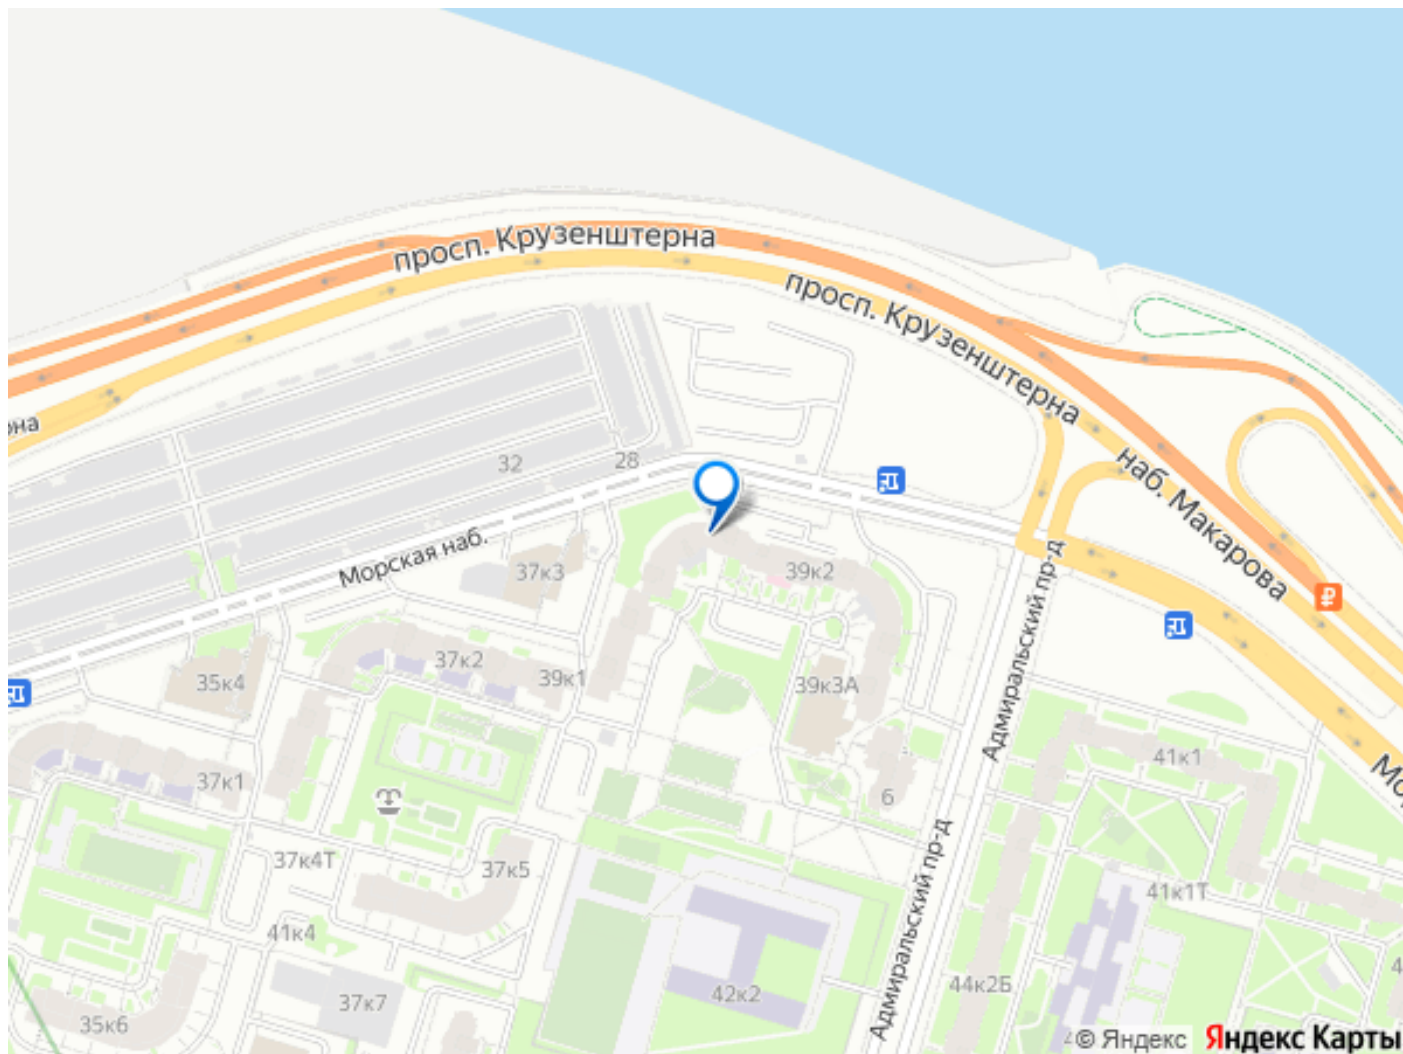 просп. Крузенштерна
просп. Крузенштерна
наб. Макарова
32
28
Морская наб.
37к3
39к2
Адмиральский пр-д
37к2
39к1
35к4
39к3А
41к1
37к1
6
37к4Т
37к5
Адмиральский пр-д
41к1Т
41к4
37к7
42к2
44к2Б
35к6
© Яндекс
Яндекс Карты